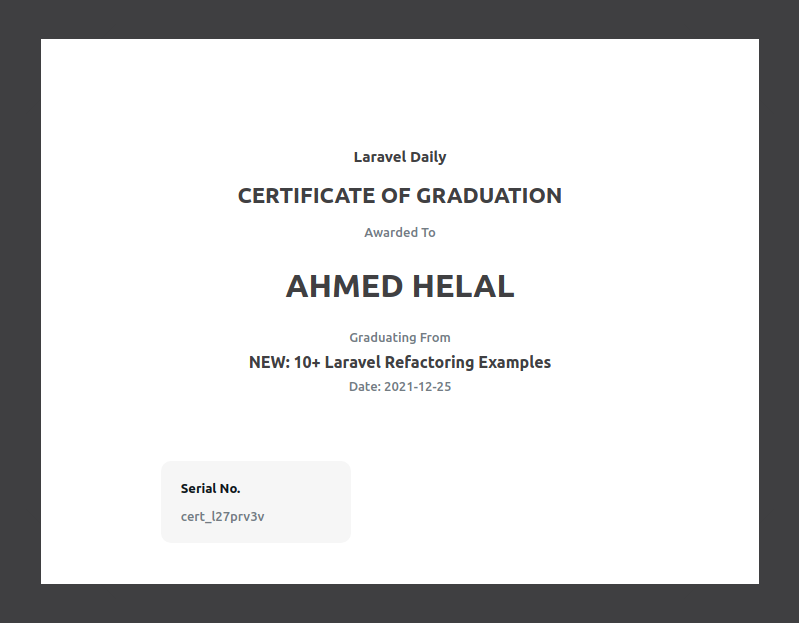 Laravel Daily
CERTIFICATE OF GRADUATION
Awarded To
AHMED HELAL
Graduating From
NEW: 10+ Laravel Refactoring Examples
Date: 2021-12-25
Serial No.
cert_l27prv3v